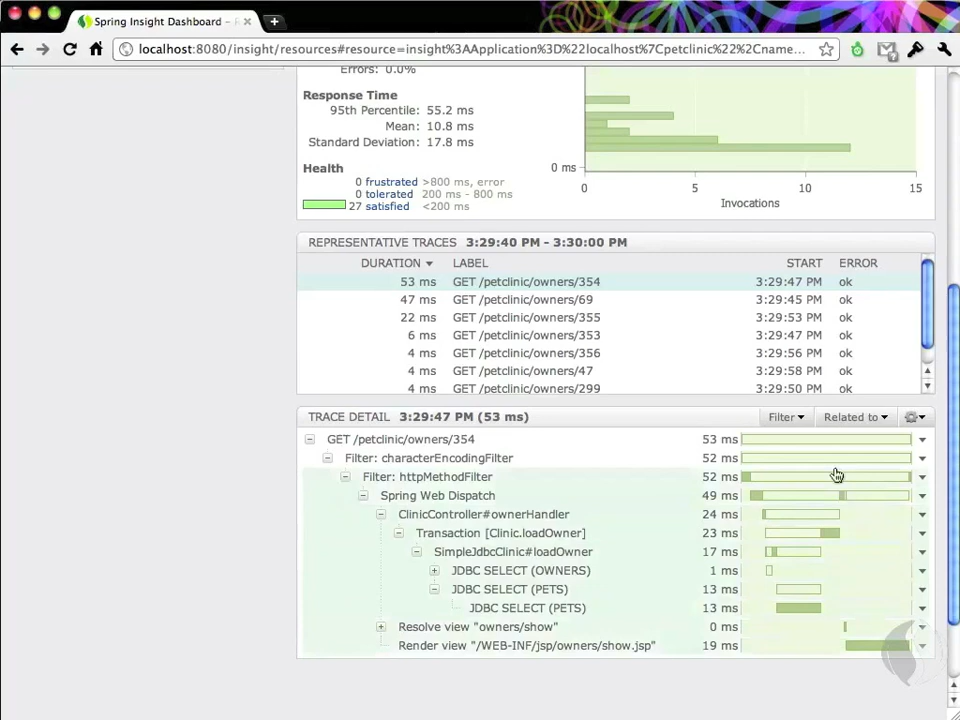 Spring Insight Dashboard – R
localhost:8080/insight/resources#resource=insight%3AApplication%3D%22localhost%7Cpetclinic%22%2Cname...
Errors: 0.0%
Response Time
95th Percentile: 55.2 ms
Mean: 10.8 ms
Standard Deviation: 17.8 ms
Health
0 frustrated >800 ms, error
0 tolerated 200 ms - 800 ms
27 satisfied <200 ms
0 ms
0 5 10 15
Invocations
REPRESENTATIVE TRACES 3:29:40 PM - 3:30:00 PM
DURATION LABEL START ERROR
53 ms GET /petclinic/owners/354 3:29:47 PM ok
47 ms GET /petclinic/owners/69 3:29:45 PM ok
22 ms GET /petclinic/owners/355 3:29:53 PM ok
6 ms GET /petclinic/owners/353 3:29:47 PM ok
4 ms GET /petclinic/owners/356 3:29:56 PM ok
4 ms GET /petclinic/owners/47 3:29:58 PM ok
4 ms GET /petclinic/owners/299 3:29:50 PM ok
TRACE DETAIL 3:29:47 PM (53 ms) Filter Related to
GET /petclinic/owners/354 53 ms
Filter: characterEncodingFilter 52 ms
Filter: httpMethodFilter 52 ms
Spring Web Dispatch 49 ms
ClinicController#ownerHandler 24 ms
Transaction [Clinic.loadOwner] 23 ms
SimpleJdbcClinic#loadOwner 17 ms
JDBC SELECT (OWNERS) 1 ms
JDBC SELECT (PETS) 13 ms
JDBC SELECT (PETS) 13 ms
Resolve view "owners/show" 0 ms
Render view "/WEB-INF/jsp/owners/show.jsp" 19 ms